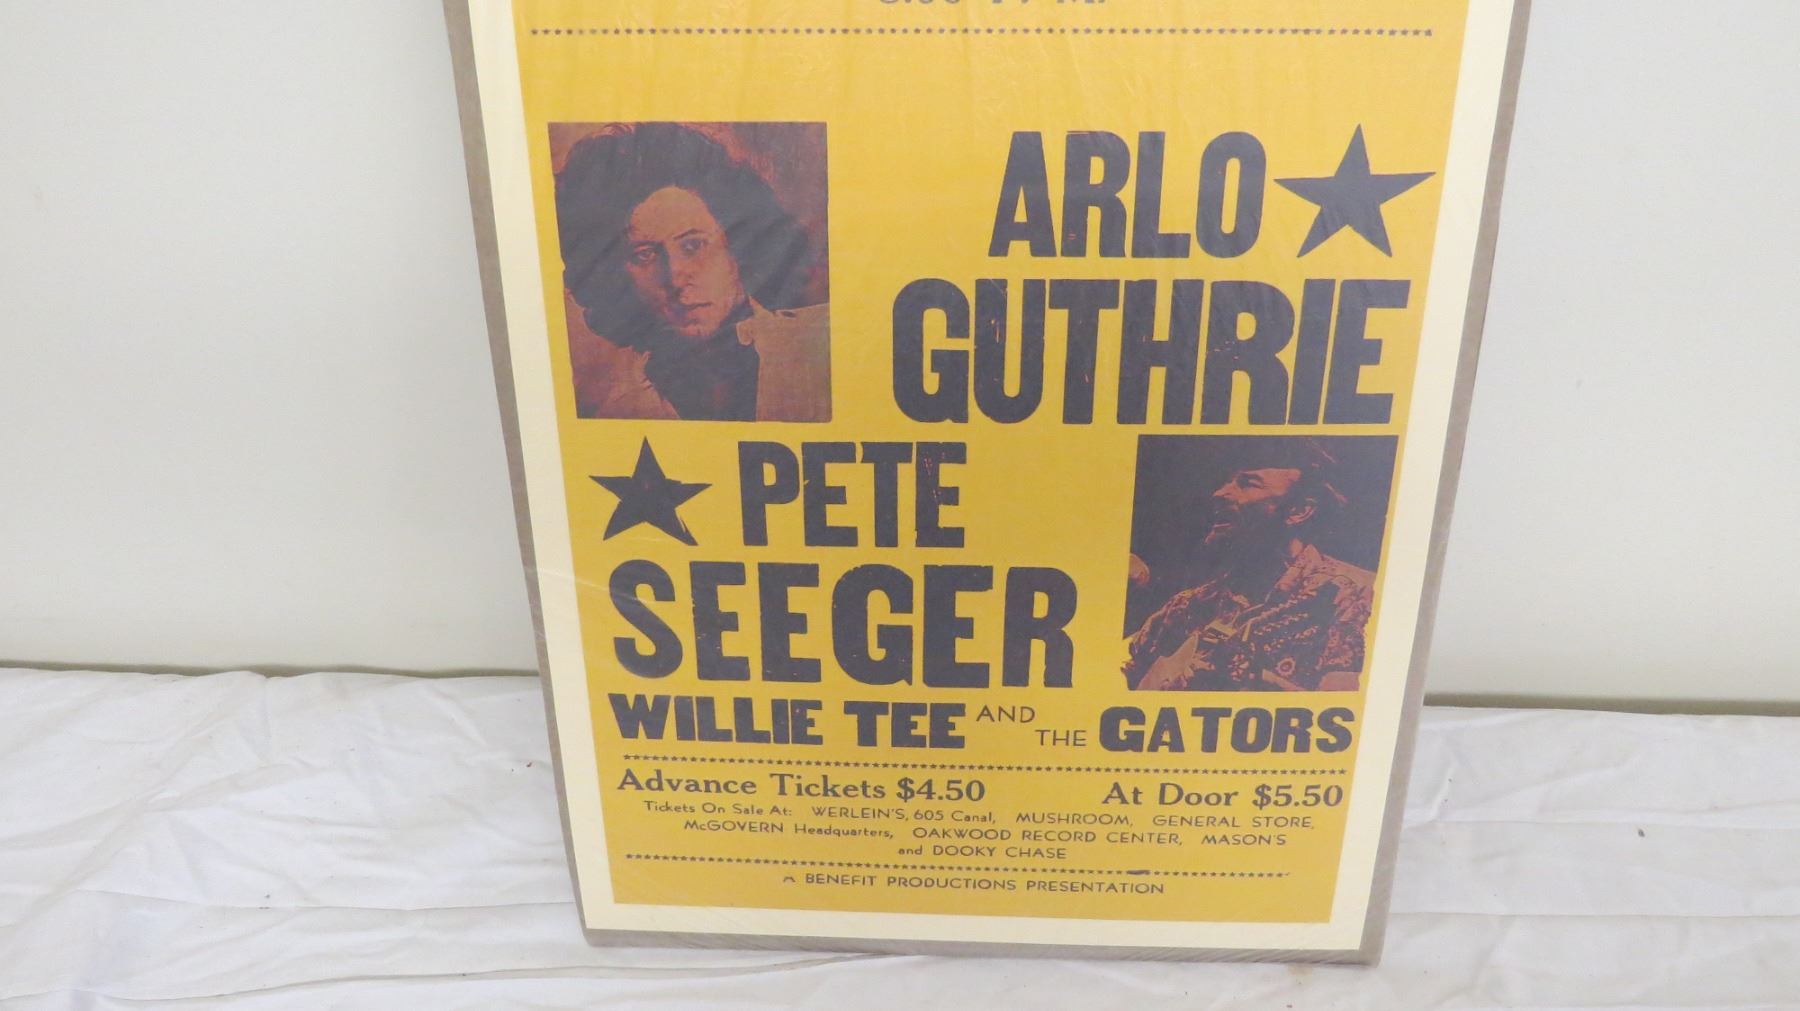 ARLO
GUTHRIE
PETE
SEEGER
WILLIE TEE AND THE GATORS
Advance Tickets $4.50 At Door $5.50
Tickets On Sale At: WERLEIN'S, 605 Canal, MUSHROOM, GENERAL STORE,
McGOVERN Headquarters, OAKWOOD RECORD CENTER, MASON'S
and DOOKY CHASE
A BENEFIT PRODUCTIONS PRESENTATION